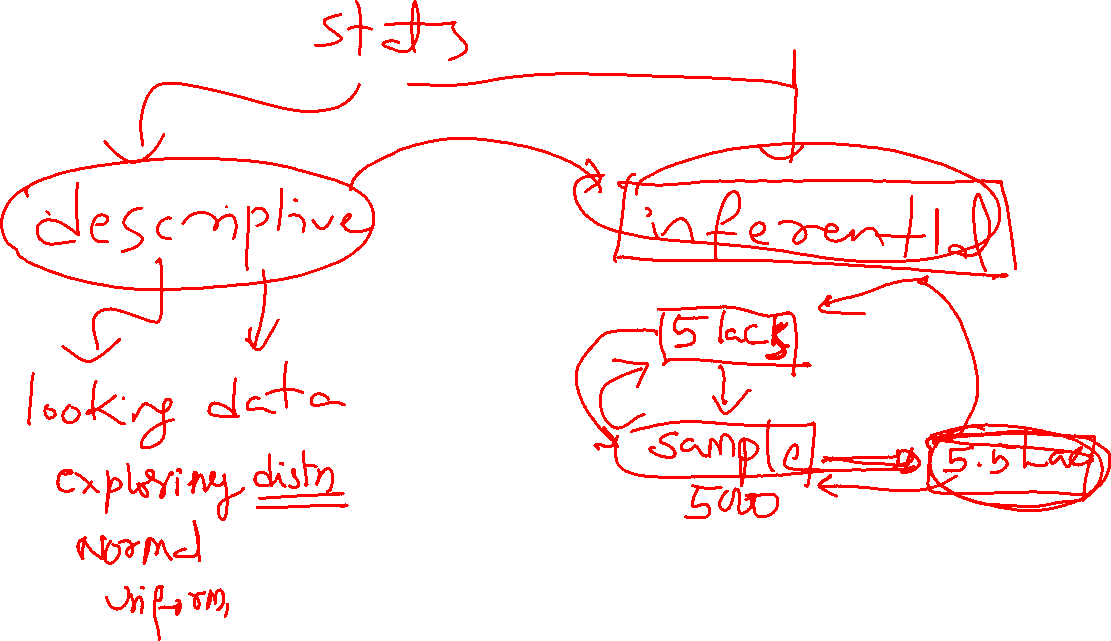 stats
descriptive
inferential
looking data
exploring distn
Normal
uniform,
5 lacs
sample
5000
5.5 Lac